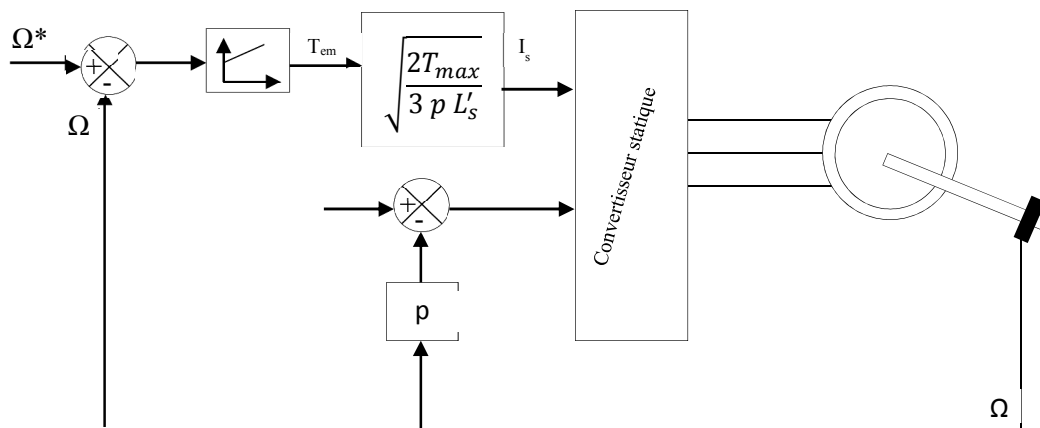 Ω*
+
-
Ω
T_em
√(2T_max / 3 p L'_s)
I_s
Convertisseur statique
+
-
p
Ω